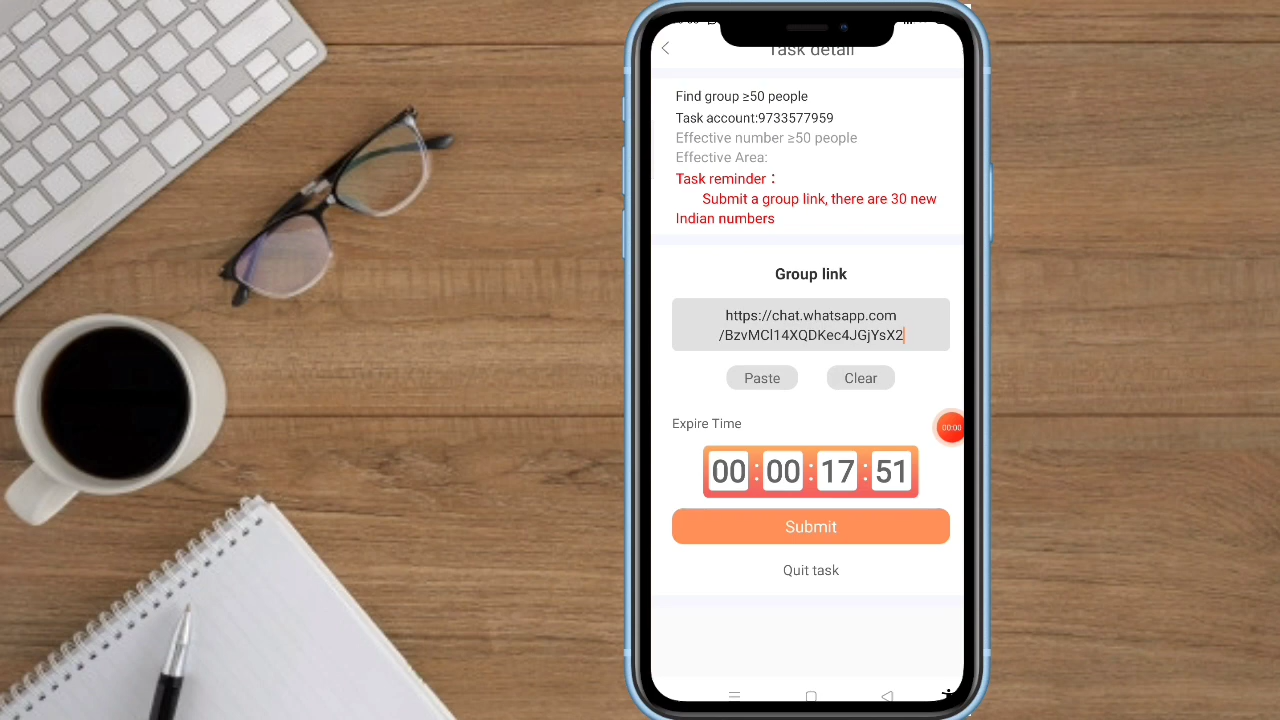 Task detail
Find group ≥50 people
Task account:9733577959
Effective number ≥50 people
Effective Area:
Task reminder：
Submit a group link, there are 30 new
Indian numbers
Group link
https://chat.whatsapp.com
/BzvMCl14XQDKec4JGjYsX2
Paste
Clear
Expire Time
00:00
00:00:17:51
Submit
Quit task